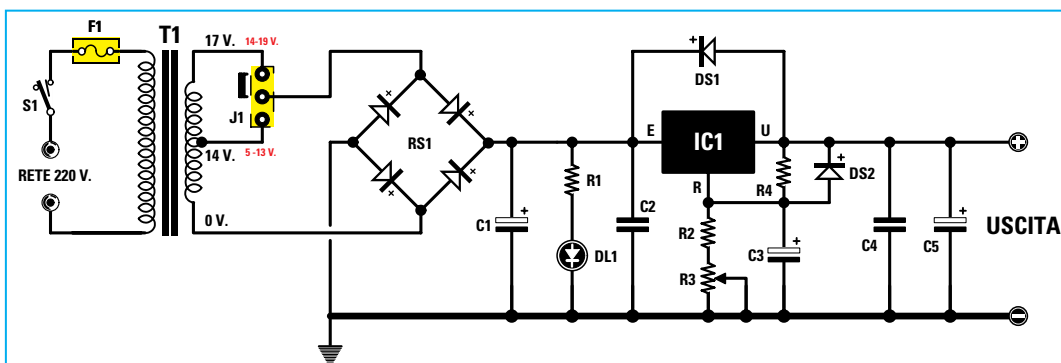 F1
T1
17 V.
14-19 V.
S1
J1
14 V.
5 -13 V.
RETE 220 V.
0 V.
RS1
DS1
E
IC1
U
R
R1
R4
DS2
C1
C2
R2
C3
C4
C5
USCITA
DL1
R3
+
+
+
+
+
+
-